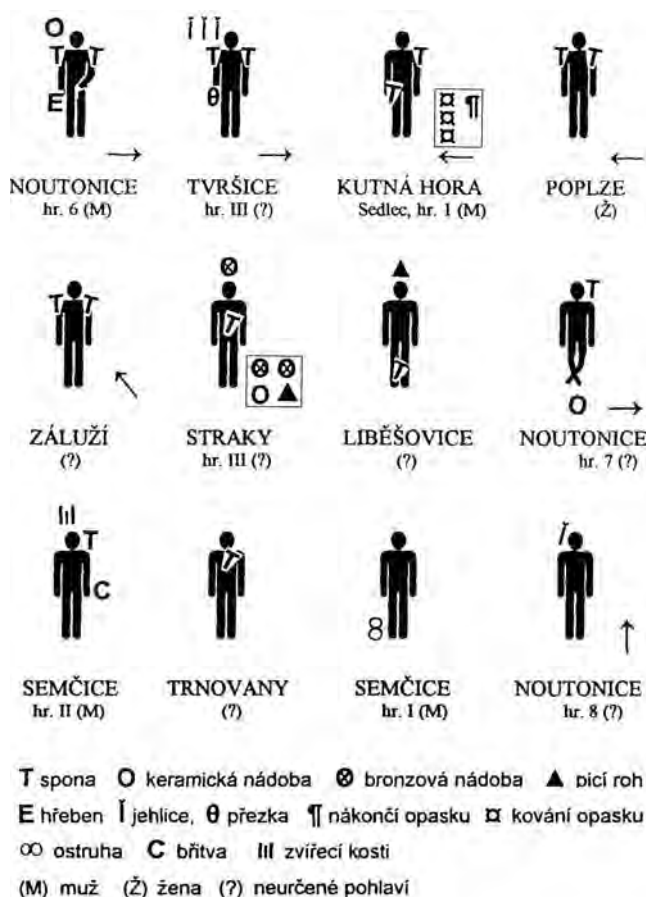 O
T T
E
NOUTONICE
hr. 6 (M)
T T
θ
TVRŠICE
hr. III (?)
T
T
¤ ¶
¤
¤
KUTNÁ HORA
Sedlec, hr. 1 (M)
T T
POPLZE
(Ž)
T T
ZÁLUŽÍ
(?)
T
O
STRAKY
hr. III (?)
T
LIBĚŠOVICE
(?)
T
O
NOUTONICE
hr. 7 (?)
T
C
SEMČICE
hr. II (M)
T
TRNOVANY
(?)
8
SEMČICE
hr. I (M)
NOUTONICE
hr. 8 (?)
T spona O keramická nádoba ⊗ bronzová nádoba ▲ picí roh
E hřeben Ï jehlice, θ přezka ¶ nákončí opasku ¤ kování opasku
∞ ostruha C břitva III zvířecí kosti
(M) muž (Ž) žena (?) neurčené pohlaví